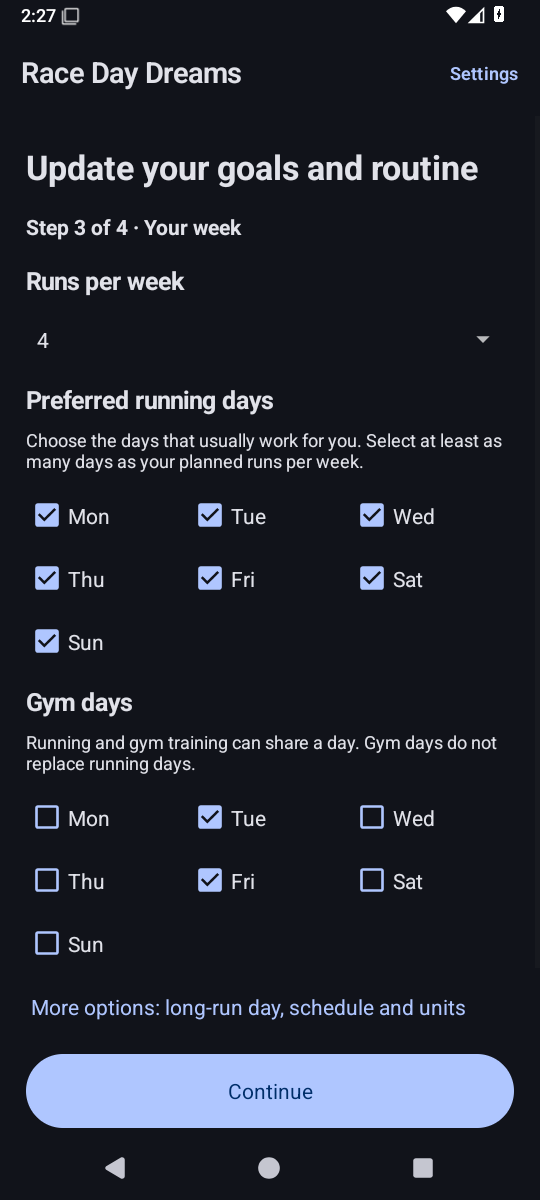 2:27
Race Day Dreams
Settings
Update your goals and routine
Step 3 of 4 · Your week
Runs per week
4
Preferred running days
Choose the days that usually work for you. Select at least as
many days as your planned runs per week.
Mon Tue Wed
Thu Fri Sat
Sun
Gym days
Running and gym training can share a day. Gym days do not
replace running days.
Mon Tue Wed
Thu Fri Sat
Sun
More options: long-run day, schedule and units
Continue